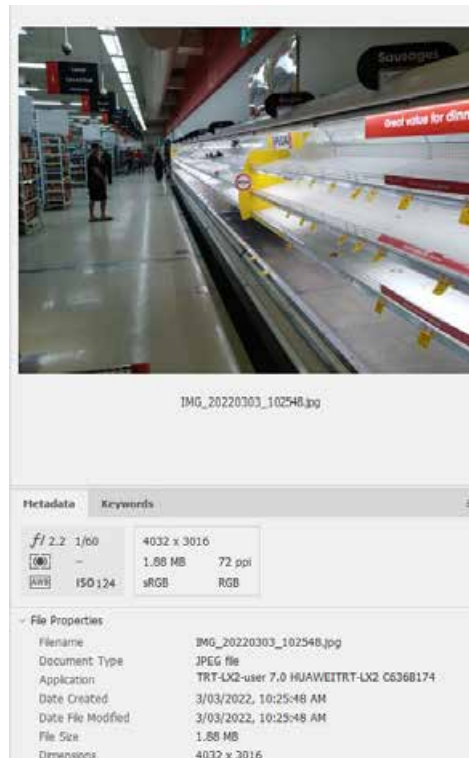 Sausages
Great value for dinn
IMG_20220303_102548.jpg
Metadata Keywords
f/ 2.2 1/60
4032 x 3016
--
1.88 MB 72 ppi
AWB ISO 124
sRGB RGB
File Properties
Filename IMG_20220303_102548.jpg
Document Type JPEG file
Application TRT-LX2-user 7.0 HUAWEITRT-LX2 C636B174
Date Created 3/03/2022, 10:25:48 AM
Date File Modified 3/03/2022, 10:25:48 AM
File Size 1.88 MB
Dimensions 4032 x 3016